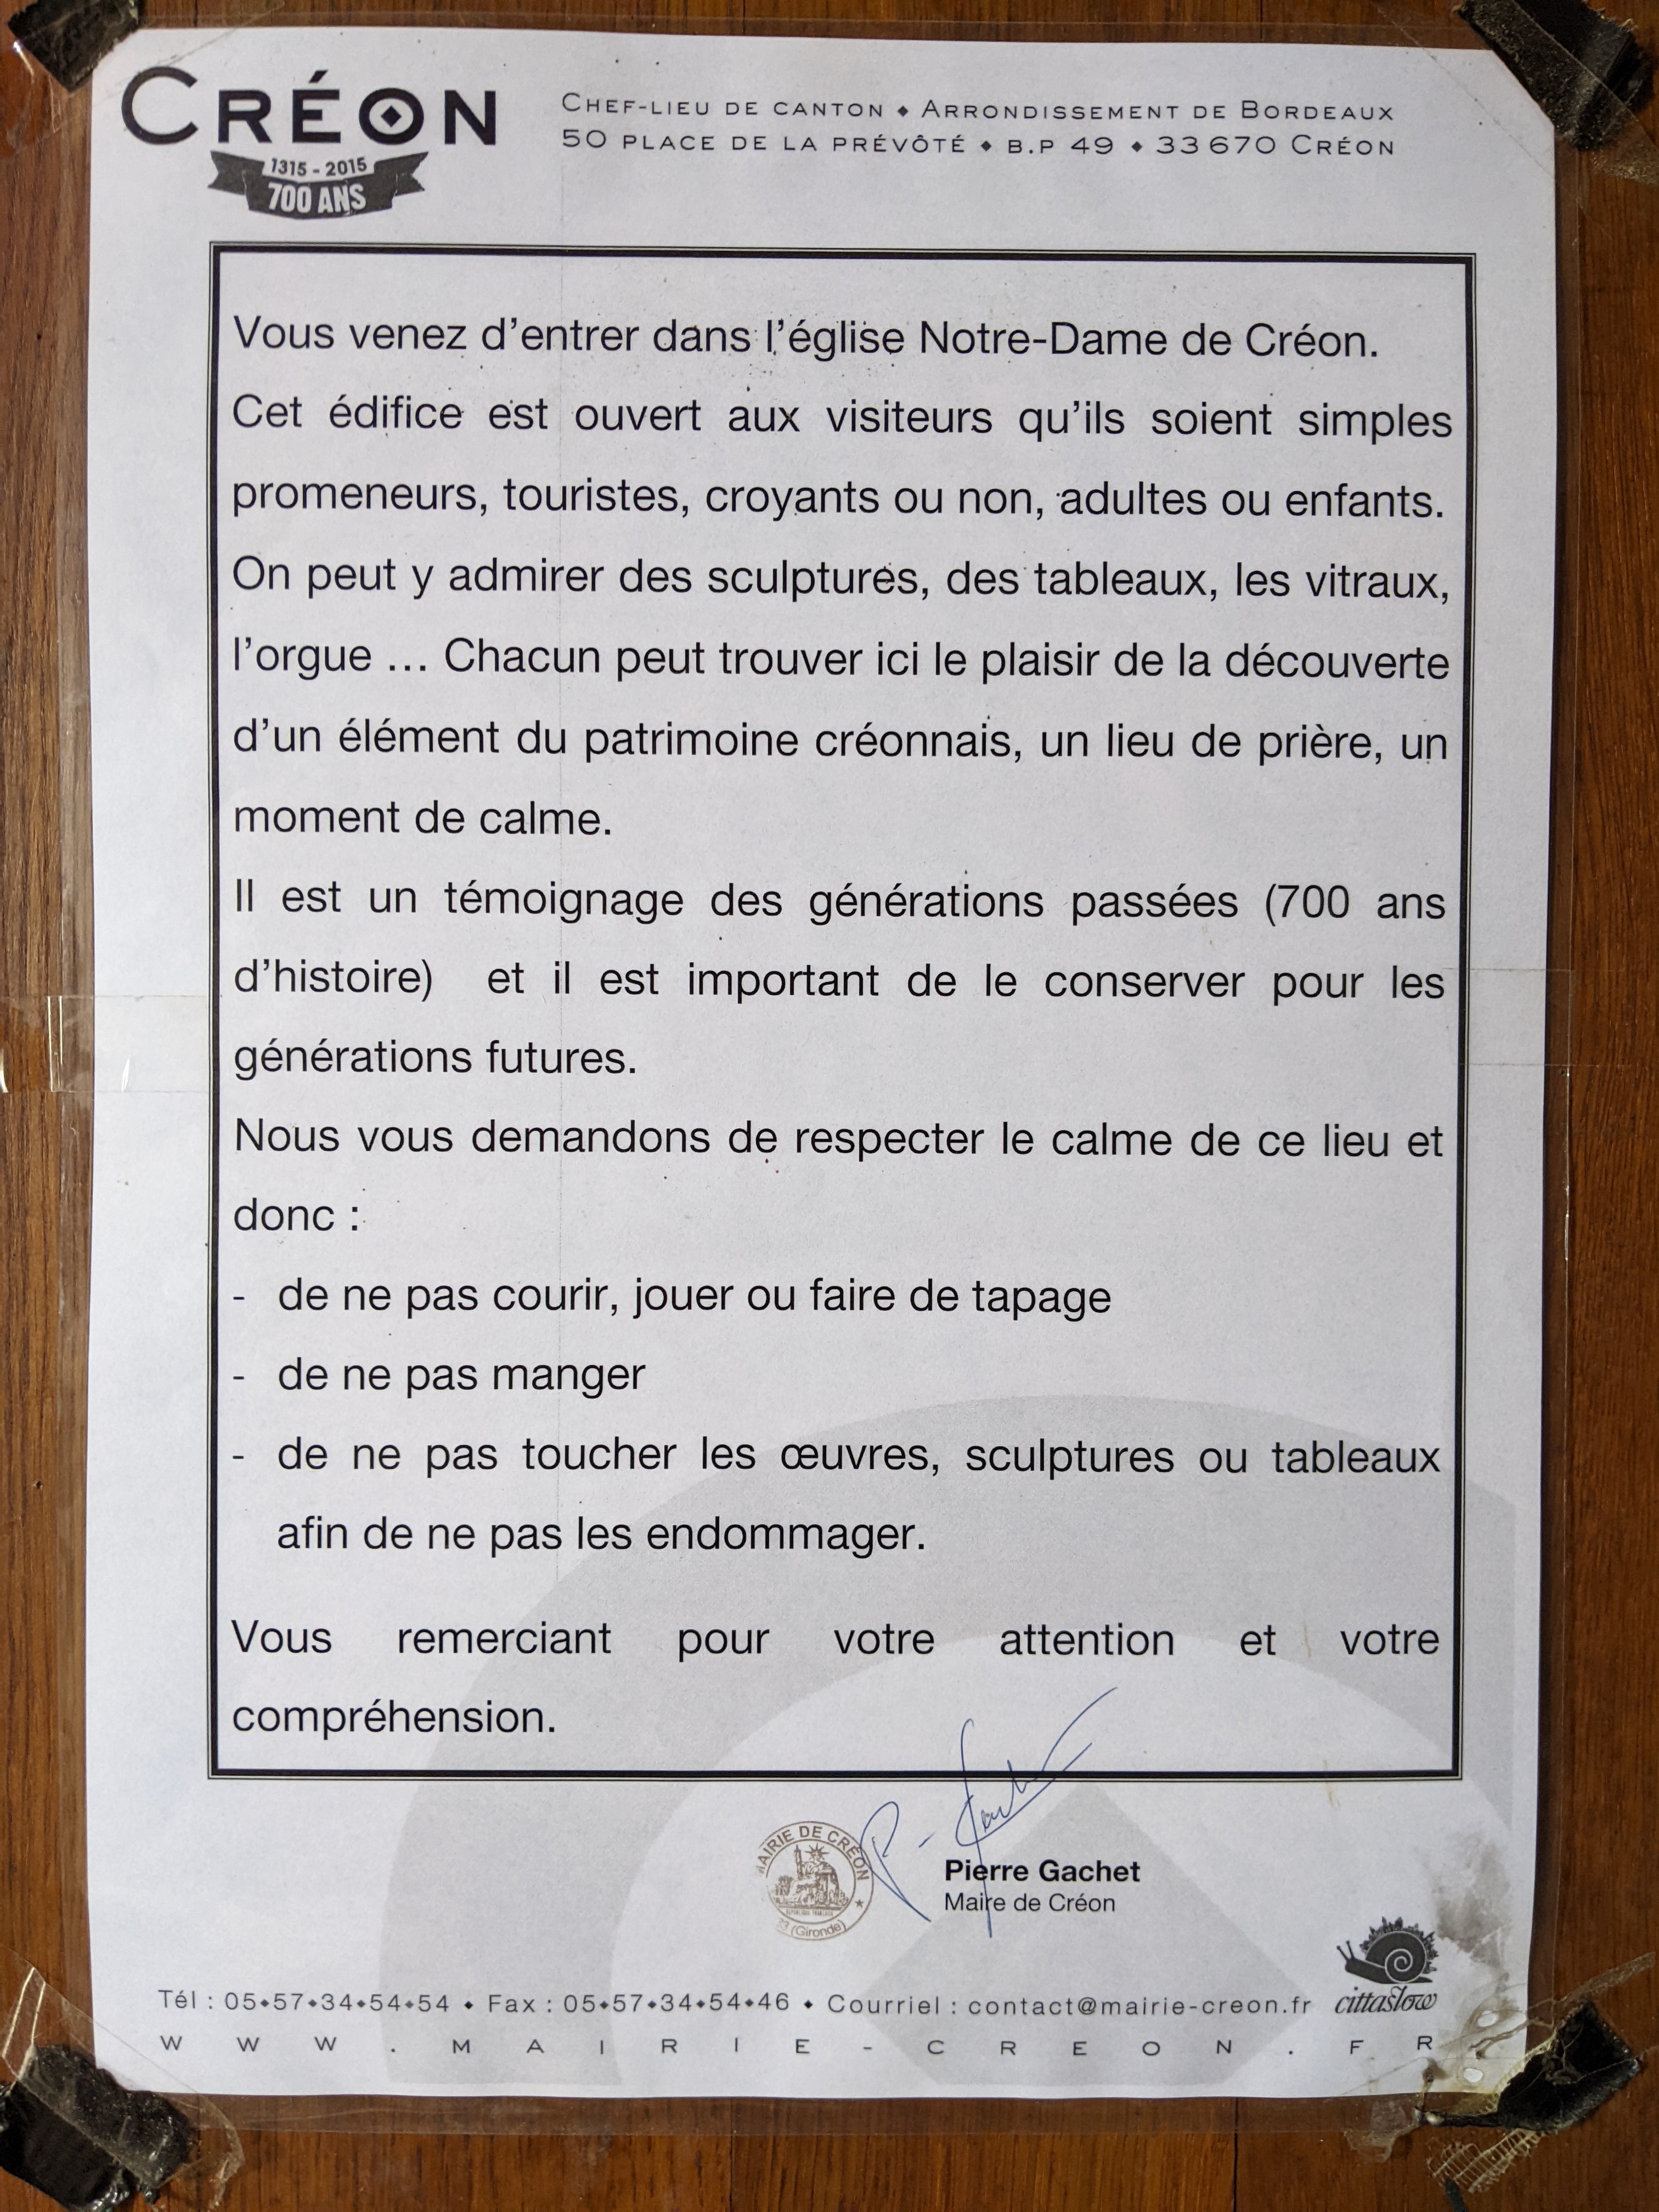 CRÉON
1315 - 2015
700 ANS
CHEF-LIEU DE CANTON ⬥ ARRONDISSEMENT DE BORDEAUX
50 PLACE DE LA PRÉVÔTÉ ⬥ B.P 49 ⬥ 33 670 CRÉON
Vous venez d'entrer dans l'église Notre-Dame de Créon.
Cet édifice est ouvert aux visiteurs qu'ils soient simples
promeneurs, touristes, croyants ou non, adultes ou enfants.
On peut y admirer des sculptures, des tableaux, les vitraux,
l'orgue ... Chacun peut trouver ici le plaisir de la découverte
d'un élément du patrimoine créonnais, un lieu de prière, un
moment de calme.
Il est un témoignage des générations passées (700 ans
d'histoire) et il est important de le conserver pour les
générations futures.
Nous vous demandons de respecter le calme de ce lieu et
donc :
- de ne pas courir, jouer ou faire de tapage
- de ne pas manger
- de ne pas toucher les œuvres, sculptures ou tableaux
afin de ne pas les endommager.
Vous remerciant pour votre attention et votre
compréhension.
MAIRIE DE CRÉON
(Gironde)
Pierre Gachet
Maire de Créon
Tél : 05⬥57⬥34⬥54⬥54 ⬥ Fax : 05⬥57⬥34⬥54⬥46 ⬥ Courriel : contact@mairie-creon.fr
cittaslow
WWW.MAIRIE-CREON.FR